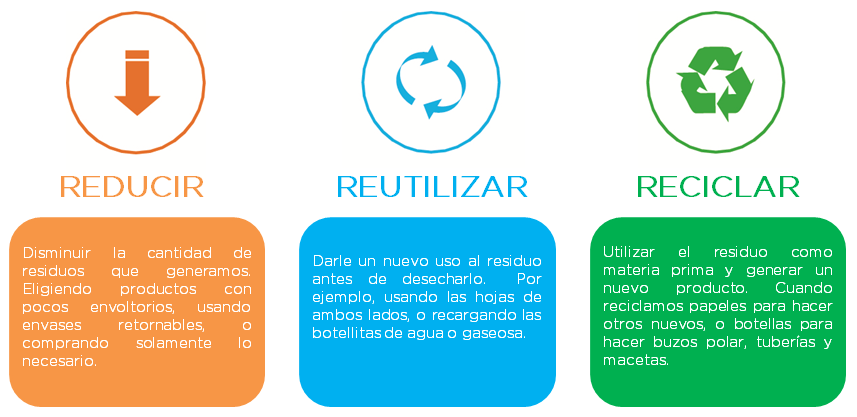 REDUCIR
Disminuir la cantidad de
residuos que generamos.
Eligiendo productos con
pocos envoltorios, usando
envases retornables, o
comprando solamente lo
necesario.
REUTILIZAR
Darle un nuevo uso al residuo
antes de desecharlo. Por
ejemplo, usando las hojas de
ambos lados, o recargando las
botellitas de agua o gaseosa.
RECICLAR
Utilizar el residuo como
materia prima y generar un
nuevo producto. Cuando
reciclamos papeles para hacer
otros nuevos, o botellas para
hacer buzos polar, tuberías y
macetas.